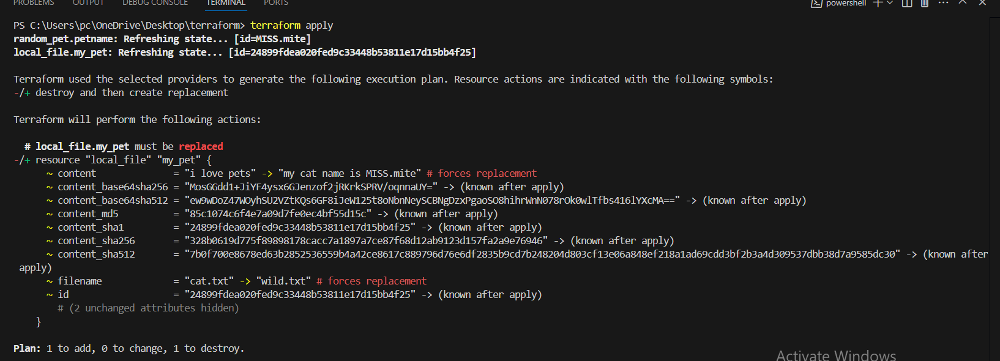 PROBLEMS OUTPUT DEBUG CONSOLE TERMINAL PORTS powershell
PS C:\Users\pc\OneDrive\Desktop\terraform> terraform apply
random_pet.petname: Refreshing state... [id=MISS.mite]
local_file.my_pet: Refreshing state... [id=24899fdea020fed9c33448b53811e17d15bb4f25]
Terraform used the selected providers to generate the following execution plan. Resource actions are indicated with the following symbols:
-/+ destroy and then create replacement
Terraform will perform the following actions:
# local_file.my_pet must be replaced
-/+ resource "local_file" "my_pet" {
~ content = "i love pets" -> "my cat name is MISS.mite" # forces replacement
~ content_base64sha256 = "MosGGdd1+JiYF4ysx6GJenzof2jRKrkSPRV/oqnnaUY=" -> (known after apply)
~ content_base64sha512 = "ew9wDoZ47WOyhSU2VZtKQs6GF8iJeW125t8oNbnNeySCBNgDzxPgaoSO8hihrWnN078rOk0wlTfbs416lYXcMA==" -> (known after apply)
~ content_md5 = "85c1074c6f4e7a09d7fe0ec4bf55d15c" -> (known after apply)
~ content_sha1 = "24899fdea020fed9c33448b53811e17d15bb4f25" -> (known after apply)
~ content_sha256 = "328b0619d775f89898178cacc7a1897a7ce87f68d12ab9123d157fa2a9e76946" -> (known after apply)
~ content_sha512 = "7b0f700e8678ed63b2852536559b4a42ce8617c889796d76e6df2835b9cd7b248204d803cf13e06a848ef218a1ad69cdd3bf2b3a4d309537dbb38d7a9585dc30" -> (known after
apply)
~ filename = "cat.txt" -> "wild.txt" # forces replacement
~ id = "24899fdea020fed9c33448b53811e17d15bb4f25" -> (known after apply)
# (2 unchanged attributes hidden)
}
Plan: 1 to add, 0 to change, 1 to destroy.
Activate Windows